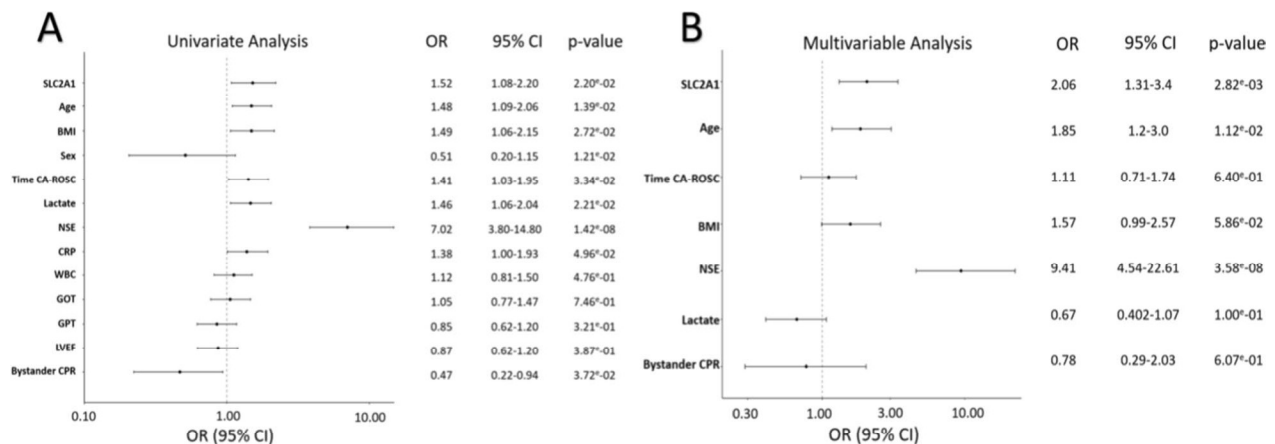 A
Univariate Analysis OR 95% CI p-value
SLC2A1 1.52 1.08-2.20 2.20ᵉ-02
Age 1.48 1.09-2.06 1.39ᵉ-02
BMI 1.49 1.06-2.15 2.72ᵉ-02
Sex 0.51 0.20-1.15 1.21ᵉ-02
Time CA-ROSC 1.41 1.03-1.95 3.34ᵉ-02
Lactate 1.46 1.06-2.04 2.21ᵉ-02
NSE 7.02 3.80-14.80 1.42ᵉ-08
CRP 1.38 1.00-1.93 4.96ᵉ-02
WBC 1.12 0.81-1.50 4.76ᵉ-01
GOT 1.05 0.77-1.47 7.46ᵉ-01
GPT 0.85 0.62-1.20 3.21ᵉ-01
LVEF 0.87 0.62-1.20 3.87ᵉ-01
Bystander CPR 0.47 0.22-0.94 3.72ᵉ-02
0.10 1.00 10.00
OR (95% CI)
B
Multivariable Analysis OR 95% CI p-value
SLC2A1 2.06 1.31-3.4 2.82ᵉ-03
Age 1.85 1.2-3.0 1.12ᵉ-02
Time CA-ROSC 1.11 0.71-1.74 6.40ᵉ-01
BMI 1.57 0.99-2.57 5.86ᵉ-02
NSE 9.41 4.54-22.61 3.58ᵉ-08
Lactate 0.67 0.402-1.07 1.00ᵉ-01
Bystander CPR 0.78 0.29-2.03 6.07ᵉ-01
0.30 1.00 3.00 10.00
OR (95% CI)